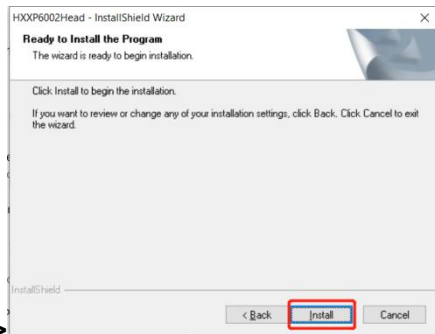 HXXP6002Head - InstallShield Wizard
Ready to Install the Program
The wizard is ready to begin installation.
Click Install to begin the installation.
If you want to review or change any of your installation settings, click Back. Click Cancel to exit
the wizard.
InstallShield
< Back Install Cancel